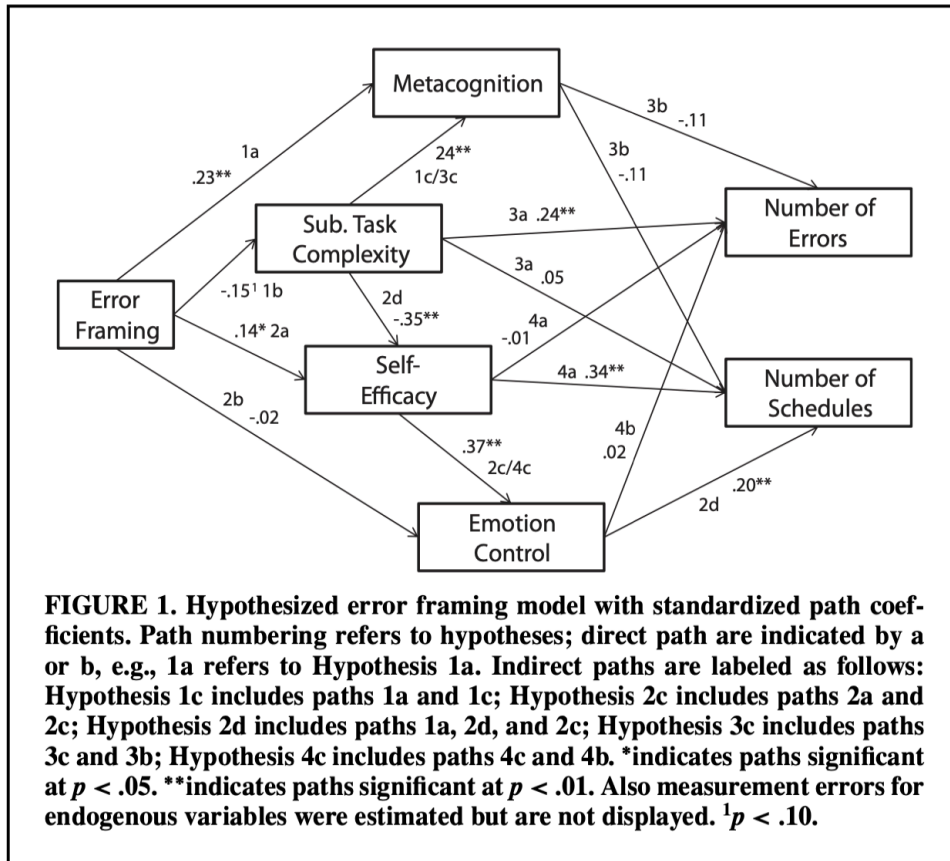 Metacognition
3b
-.11
1a
.23**
24**
1c/3c
3b
-.11
Sub. Task
Complexity
3a .24**
Number of
Errors
3a
.05
Error
Framing
-.15¹ 1b
2d
-.35**
.14* 2a
4a
-.01
Self-
Efficacy
4a .34**
Number of
Schedules
2b
-.02
.37**
2c/4c
4b
.02
.20**
2d
Emotion
Control
FIGURE 1. Hypothesized error framing model with standardized path coef-
ficients. Path numbering refers to hypotheses; direct path are indicated by a
or b, e.g., 1a refers to Hypothesis 1a. Indirect paths are labeled as follows:
Hypothesis 1c includes paths 1a and 1c; Hypothesis 2c includes paths 2a and
2c; Hypothesis 2d includes paths 1a, 2d, and 2c; Hypothesis 3c includes paths
3c and 3b; Hypothesis 4c includes paths 4c and 4b. *indicates paths significant
at p < .05. **indicates paths significant at p < .01. Also measurement errors for
endogenous variables were estimated but are not displayed. ¹p < .10.